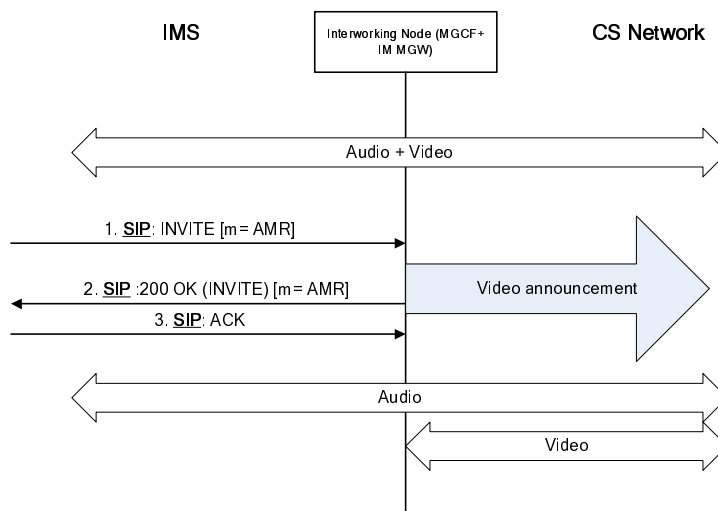 IMS
Interworking Node (MGCF+
IM MGW)
CS Network
Audio + Video
1. SIP: INVITE [m= AMR]
2. SIP :200 OK (INVITE) [m= AMR]
Video announcement
3. SIP: ACK
Audio
Video